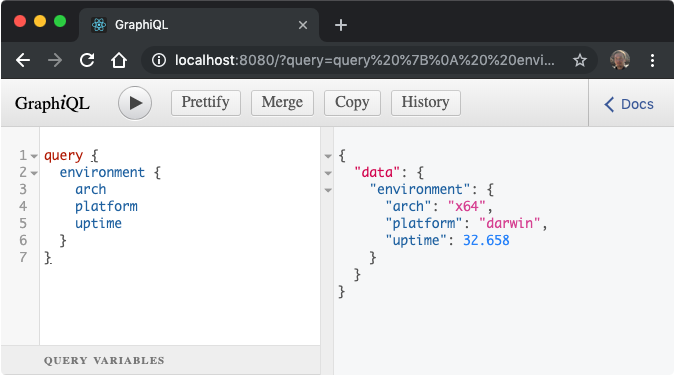 GraphiQL
localhost:8080/?query=query%20%7B%0A%20%20envi...
GraphiQL Prettify Merge Copy History Docs
1 query {
2 environment {
3 arch
4 platform
5 uptime
6 }
7 }
{
"data": {
"environment": {
"arch": "x64",
"platform": "darwin",
"uptime": 32.658
}
}
}
QUERY VARIABLES